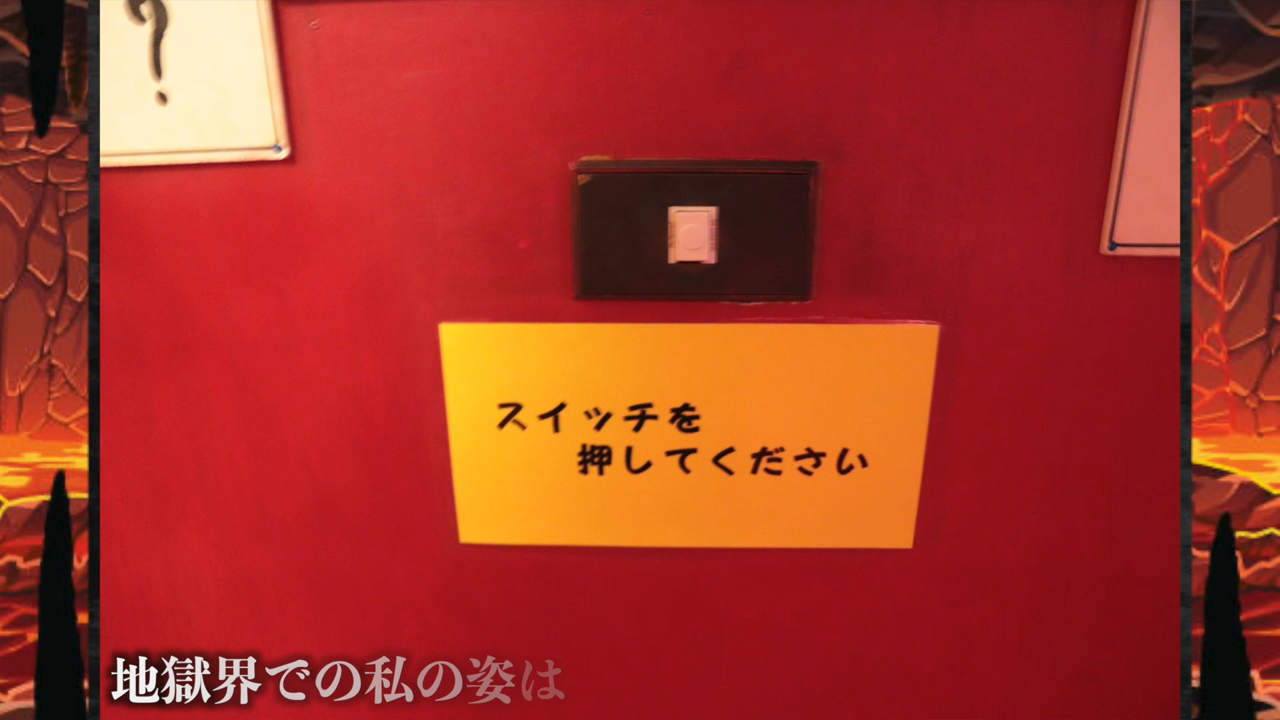 ？
スイッチを
押してください
地獄界での私の姿は